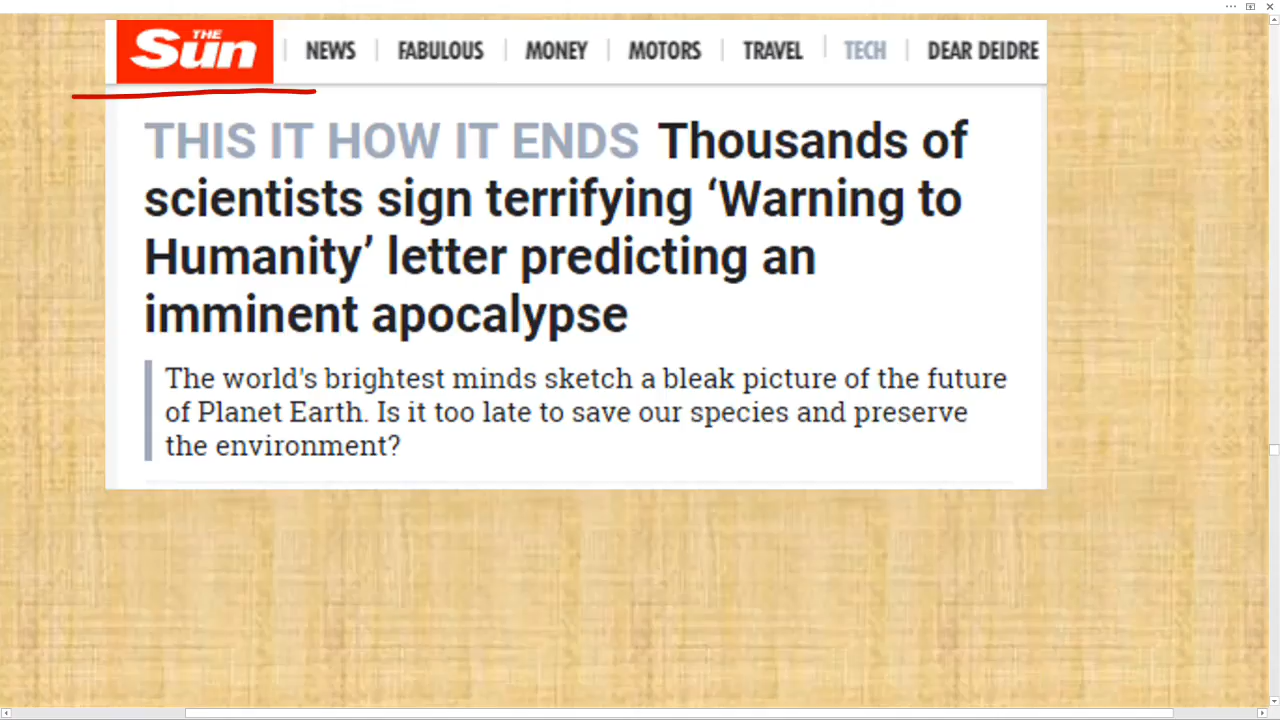 THE
Sun
NEWS FABULOUS MONEY MOTORS TRAVEL TECH DEAR DEIDRE
THIS IT HOW IT ENDS Thousands of
scientists sign terrifying ‘Warning to
Humanity’ letter predicting an
imminent apocalypse
The world's brightest minds sketch a bleak picture of the future
of Planet Earth. Is it too late to save our species and preserve
the environment?